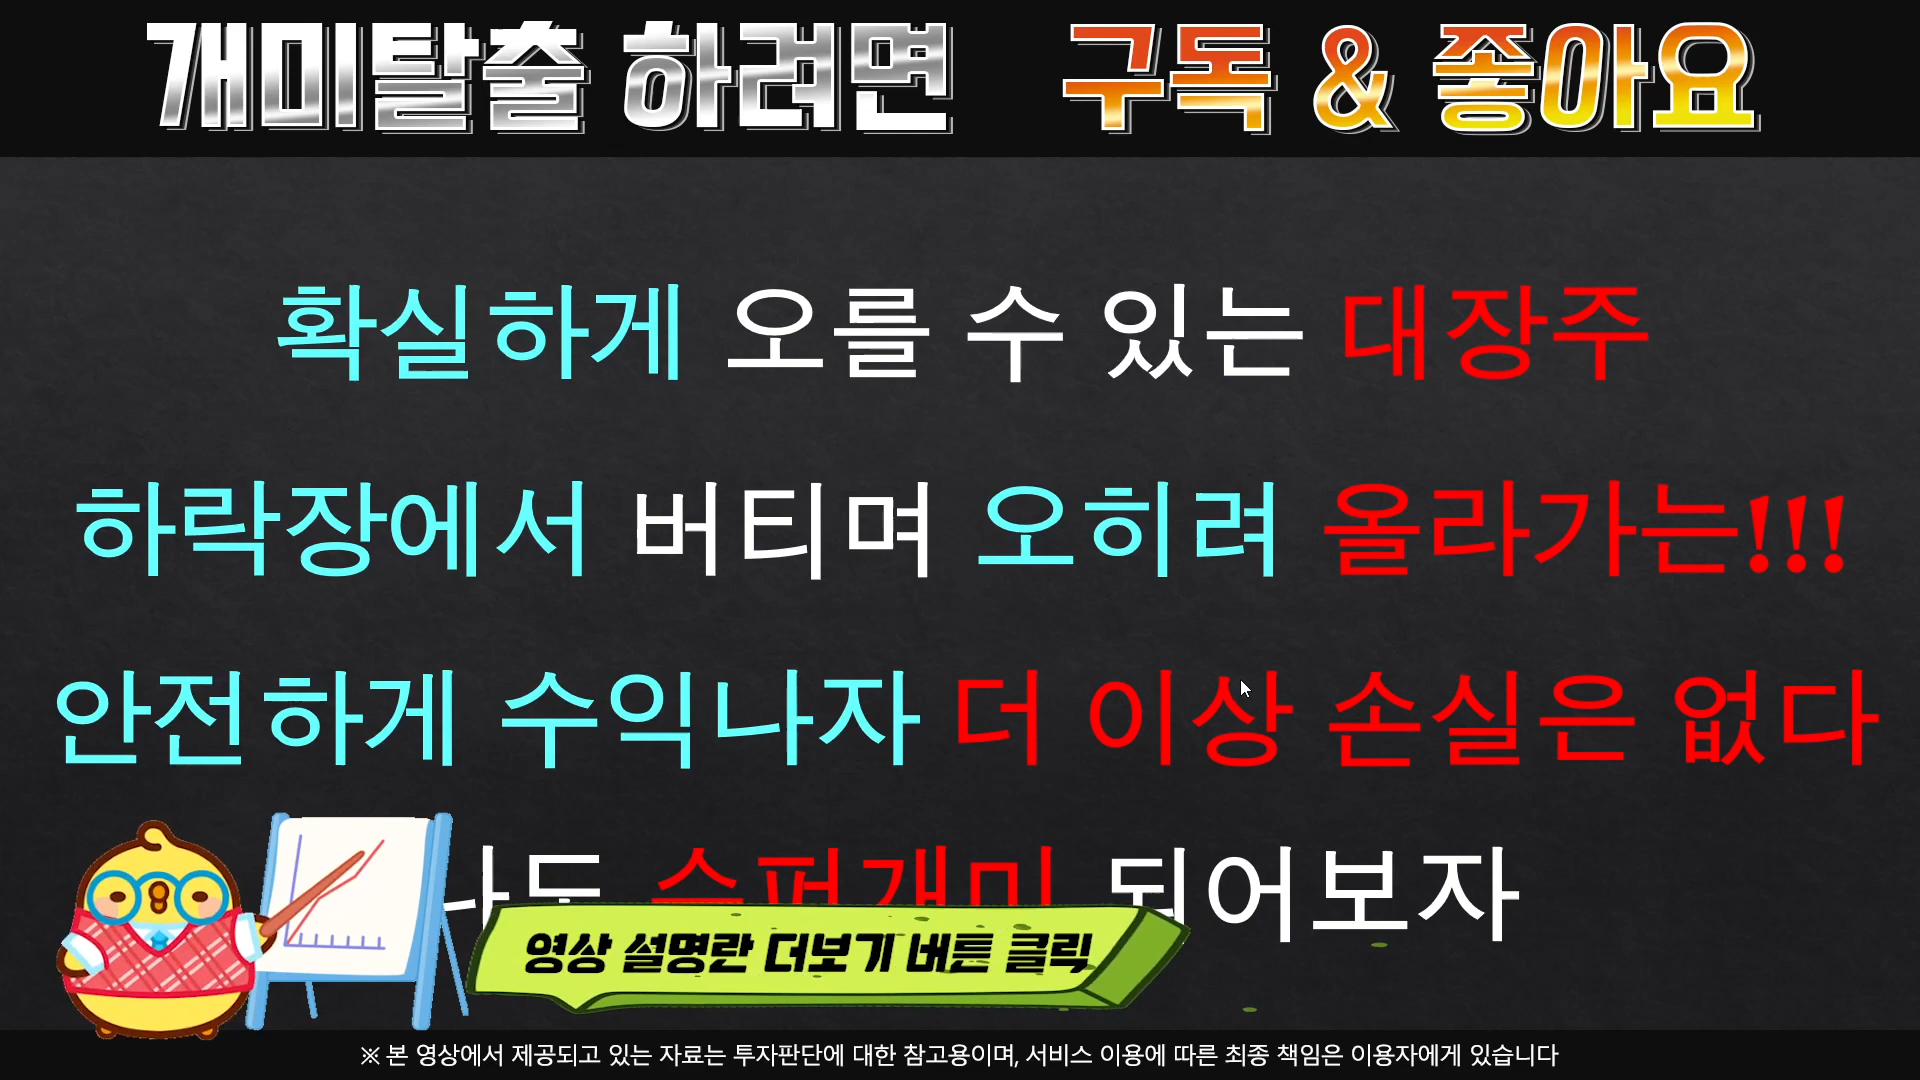 개미탈출 하려면 구독 & 좋아요
확실하게 오를 수 있는 대장주
하락장에서 버티며 오히려 올라가는!!!
안전하게 수익나자 더 이상 손실은 없다
나도 슈퍼개미 되어보자
영상 설명란 더보기 버튼 클릭
※ 본 영상에서 제공되고 있는 자료는 투자판단에 대한 참고용이며, 서비스 이용에 따른 최종 책임은 이용자에게 있습니다